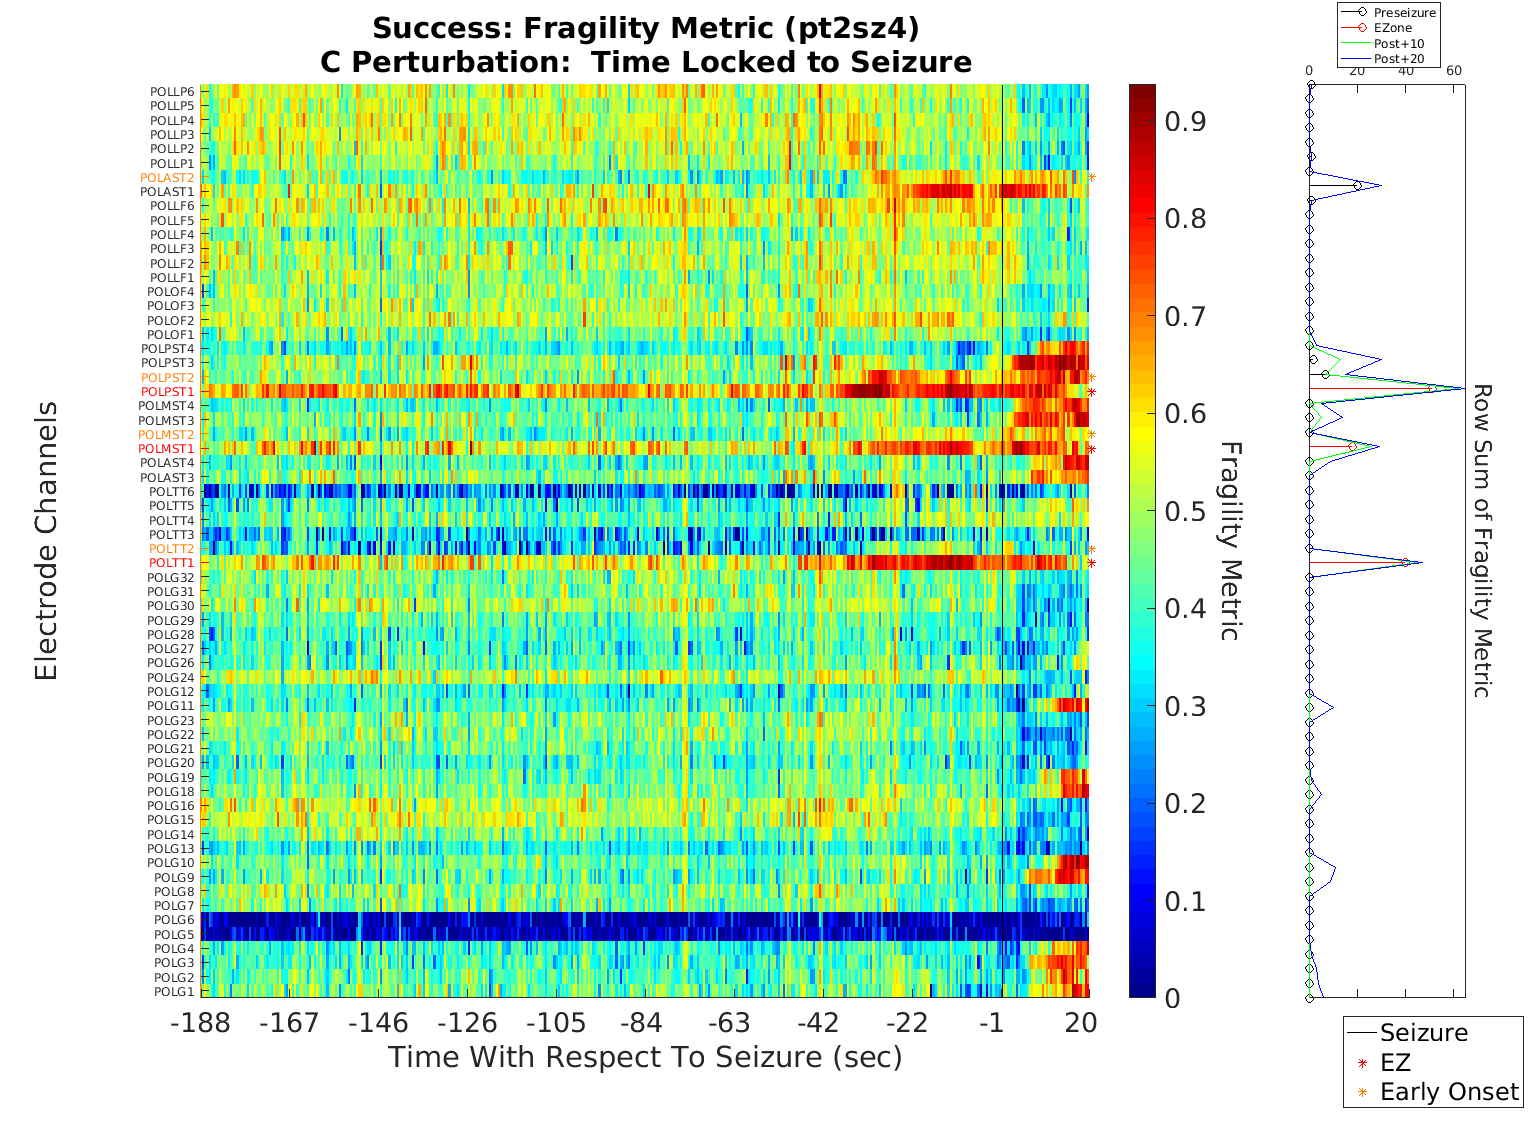 Success: Fragility Metric (pt2sz4)
C Perturbation: Time Locked to Seizure
Electrode Channels
POLLP6
POLLP5
POLLP4
POLLP3
POLLP2
POLLP1
POLAST2
POLAST1
POLLF6
POLLF5
POLLF4
POLLF3
POLLF2
POLLF1
POLOF4
POLOF3
POLOF2
POLOF1
POLPST4
POLPST3
POLPST2
POLPST1
POLMST4
POLMST3
POLMST2
POLMST1
POLAST4
POLAST3
POLTT6
POLTT5
POLTT4
POLTT3
POLTT2
POLTT1
POLG32
POLG31
POLG30
POLG29
POLG28
POLG27
POLG26
POLG24
POLG12
POLG11
POLG23
POLG22
POLG21
POLG20
POLG19
POLG18
POLG16
POLG15
POLG14
POLG13
POLG10
POLG9
POLG8
POLG7
POLG6
POLG5
POLG4
POLG3
POLG2
POLG1
-188 -167 -146 -126 -105 -84 -63 -42 -22 -1 20
Time With Respect To Seizure (sec)
0.9
0.8
0.7
0.6
0.5
0.4
0.3
0.2
0.1
0
Fragility Metric
Preseizure
EZone
Post+10
Post+20
0 20 40 60
Row Sum of Fragility Metric
Seizure
EZ
Early Onset